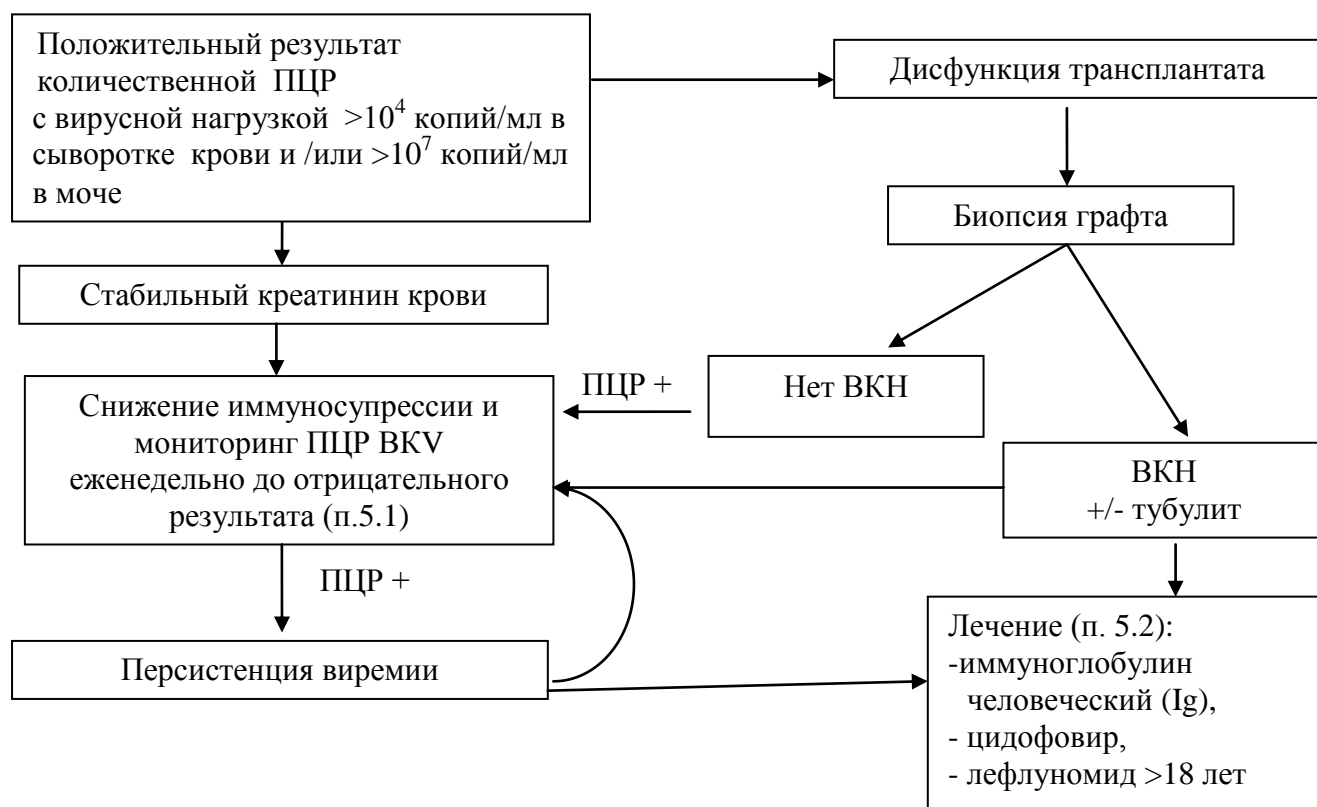 Положительный результат
количественной ПЦР
с вирусной нагрузкой >10⁴ копий/мл в
сыворотке крови и /или >10⁷ копий/мл
в моче
Дисфункция трансплантата
Биопсия графта
Стабильный креатинин крови
Нет ВКН
ПЦР +
Снижение иммуносупрессии и
мониторинг ПЦР BKV
еженедельно до отрицательного
результата (п.5.1)
ВКН
+/- тубулит
ПЦР +
Персистенция виремии
Лечение (п. 5.2):
-иммуноглобулин
человеческий (Ig),
- цидофовир,
- лефлуномид >18 лет